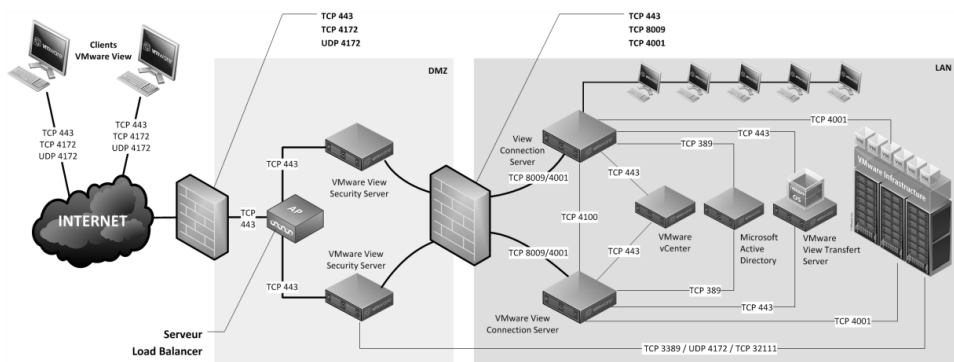 TCP 443
TCP 4172
UDP 4172
TCP 443
TCP 8009
TCP 4001
Clients
VMware View
DMZ
LAN
TCP 443
TCP 4172
UDP 4172
TCP 443
TCP 4172
UDP 4172
INTERNET
TCP
443
TCP 443
AP
TCP 443
VMware View
Security Server
VMware View
Security Server
Serveur
Load Balancer
View
Connection
Server
TCP 8009/4001
TCP 8009/4001
TCP 4100
TCP 4001
TCP 443
TCP 389
TCP 443
VMware
vCenter
TCP 443
Microsoft
Active
Directory
OS
VMware
View Transfert
Server
VMware Infrastructure
TCP 389
TCP 443
TCP 4001
VMware View
Connection Server
TCP 3389 / UDP 4172 / TCP 32111